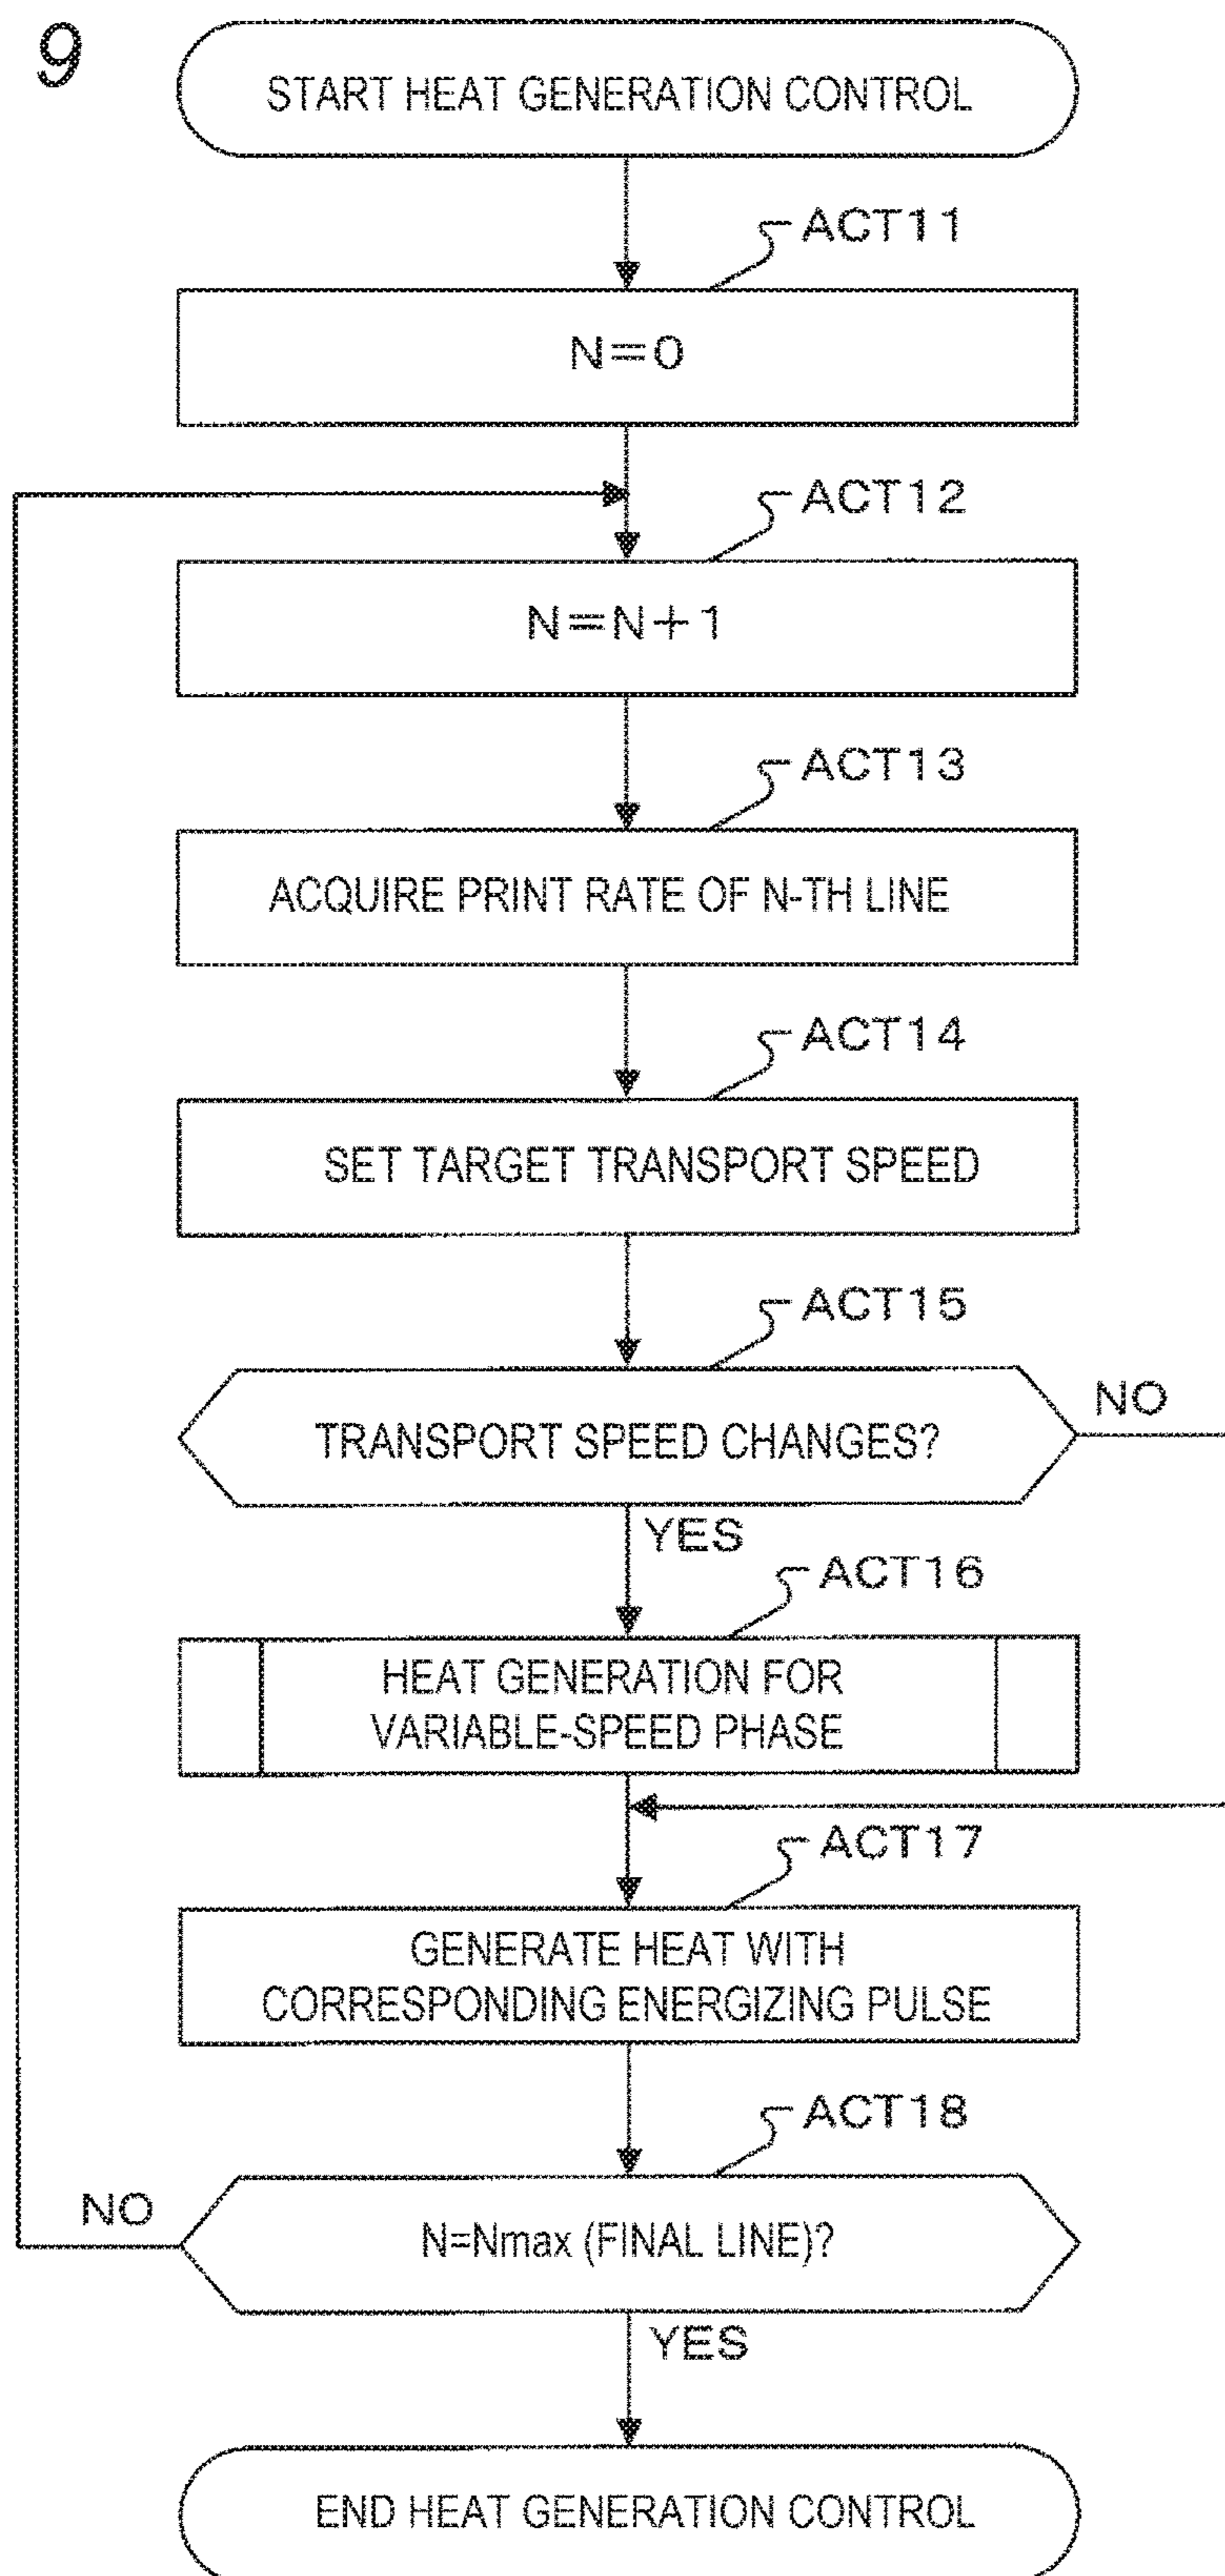 9
START HEAT GENERATION CONTROL
ACT11
N=0
ACT12
N=N+1
ACT13
ACQUIRE PRINT RATE OF N-TH LINE
ACT14
SET TARGET TRANSPORT SPEED
ACT15
TRANSPORT SPEED CHANGES?
NO
YES
ACT16
HEAT GENERATION FOR
VARIABLE-SPEED PHASE
ACT17
GENERATE HEAT WITH
CORRESPONDING ENERGIZING PULSE
ACT18
NO
N=Nmax (FINAL LINE)?
YES
END HEAT GENERATION CONTROL